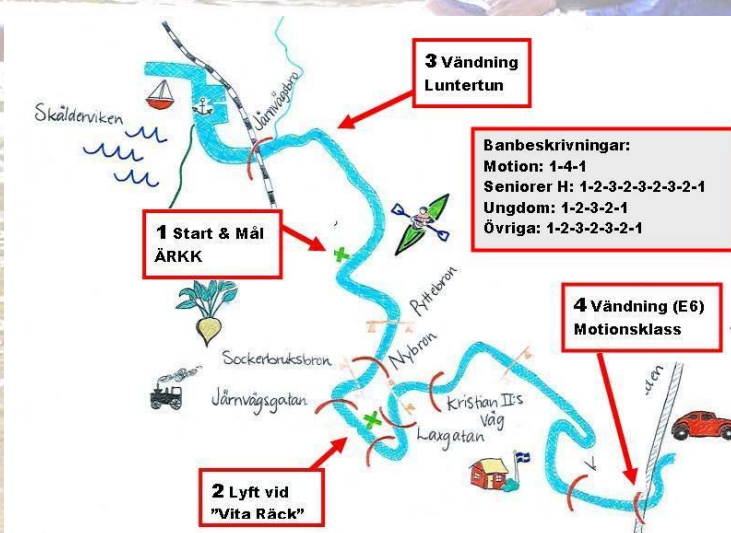 3 Vändning
Luntertun
Skälderviken
Järnvägsbro
Banbeskrivningar:
Motion: 1-4-1
Seniorer H: 1-2-3-2-3-2-3-2-1
Ungdom: 1-2-3-2-1
Övriga: 1-2-3-2-3-2-1
1 Start & Mål
ÄRKK
Pyttebron
4 Vändning (E6)
Motionsklass
Sockerbruksbron
Nybron
Järnvägsgatan
Kristian II:s
väg
Laxgatan
2 Lyft vid
"Vita Räck"